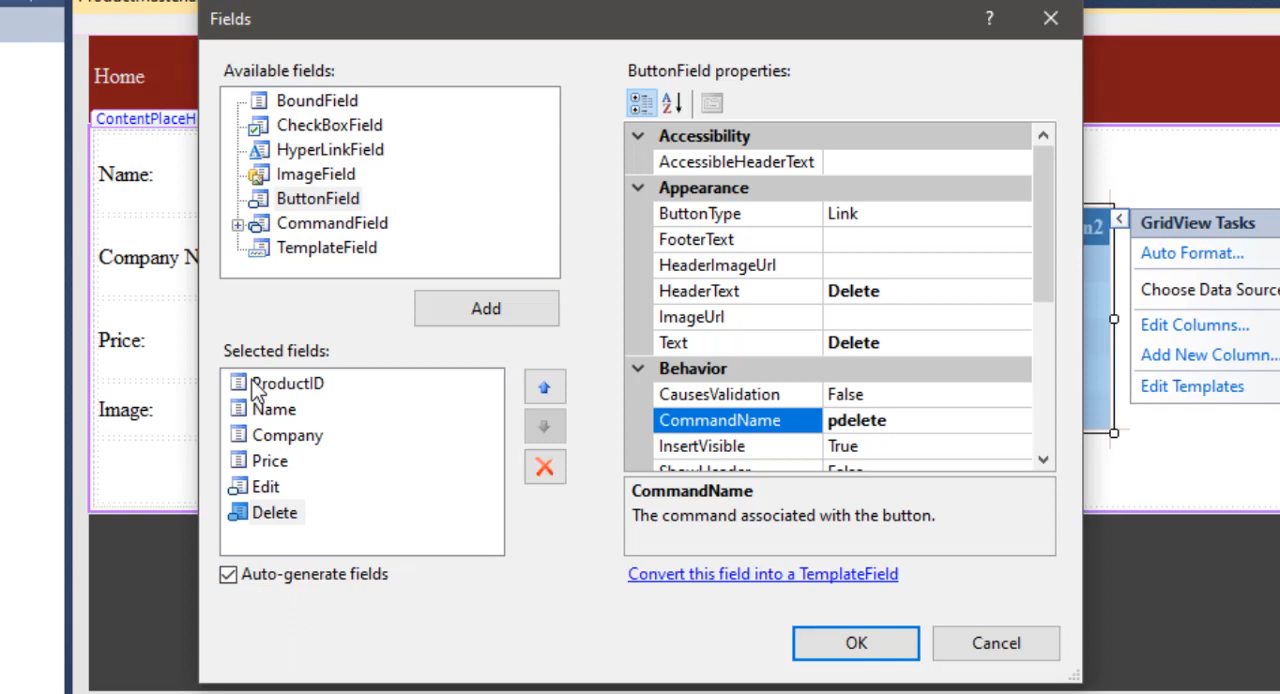 Fields
?
Home
ContentPlaceH
Name:
Company N
Price:
Image:
Available fields:
BoundField
CheckBoxField
HyperLinkField
ImageField
ButtonField
CommandField
TemplateField
Add
Selected fields:
ProductID
Name
Company
Price
Edit
Delete
Auto-generate fields
ButtonField properties:
Accessibility
AccessibleHeaderText
Appearance
ButtonType Link
FooterText
HeaderImageUrl
HeaderText Delete
ImageUrl
Text Delete
Behavior
CausesValidation False
CommandName pdelete
InsertVisible True
ShowHeader False
CommandName
The command associated with the button.
Convert this field into a TemplateField
OK
Cancel
n2
GridView Tasks
Auto Format...
Choose Data Source
Edit Columns...
Add New Column...
Edit Templates